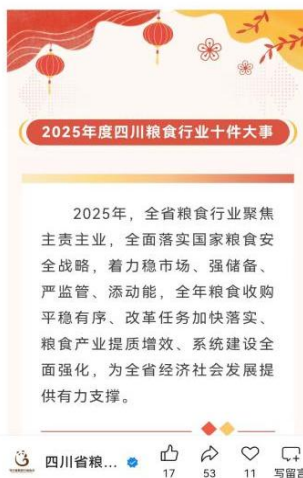 2025年度四川粮食行业十件大事
2025年，全省粮食行业聚焦
主责主业，全面落实国家粮食安
全战略，着力稳市场、强储备、
严监管、添动能，全年粮食收购
平稳有序、改革任务加快落实、
粮食产业提质增效、系统建设全
面强化，为全省经济社会发展提
供有力支撑。
四川省粮...
17
53
11
写留言